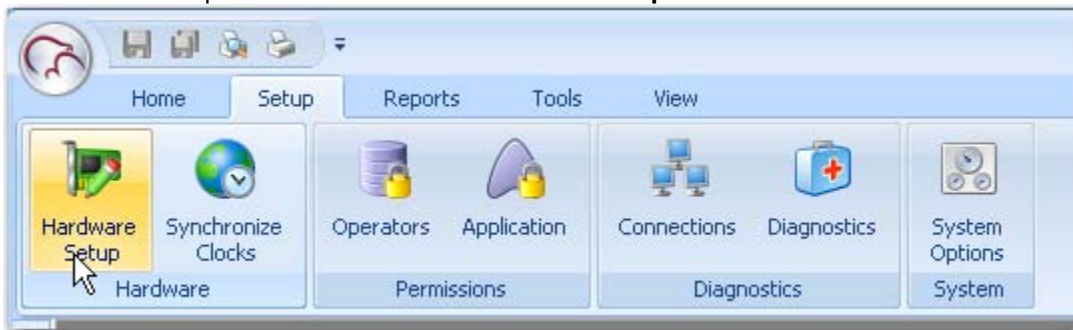 Home Setup Reports Tools View
Hardware Setup
Synchronize Clocks
Operators
Application
Connections
Diagnostics
System Options
Hardware
Permissions
Diagnostics
System